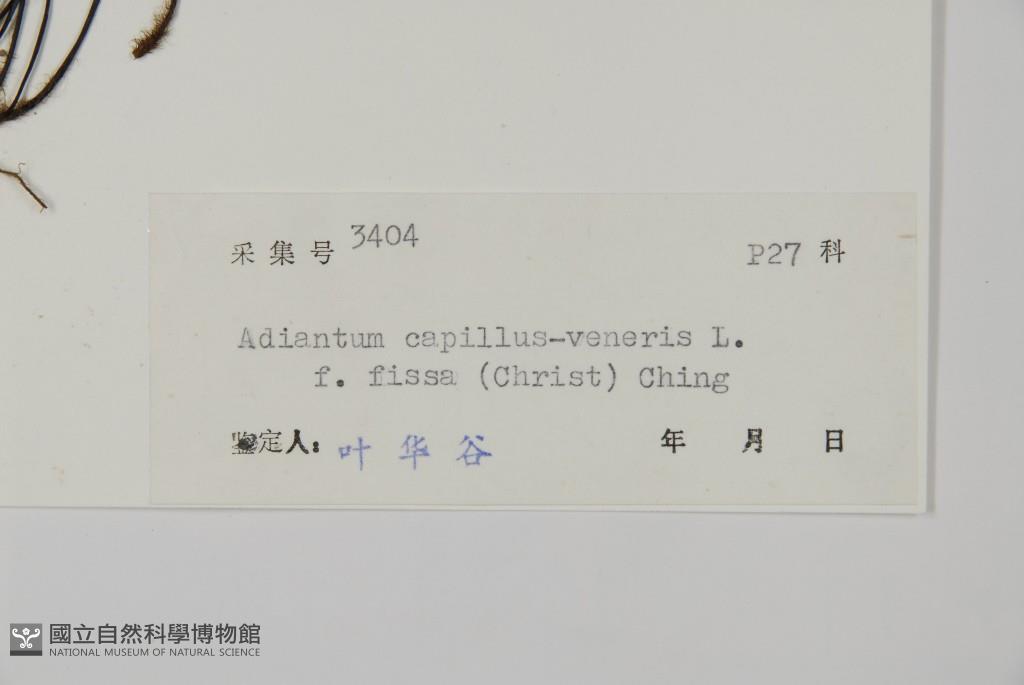 采集号 3404 P27 科
Adiantum capillus-veneris L.
f. fissa (Christ) Ching
鉴定人: 叶华谷 年 月 日
國立自然科學博物館
NATIONAL MUSEUM OF NATURAL SCIENCE